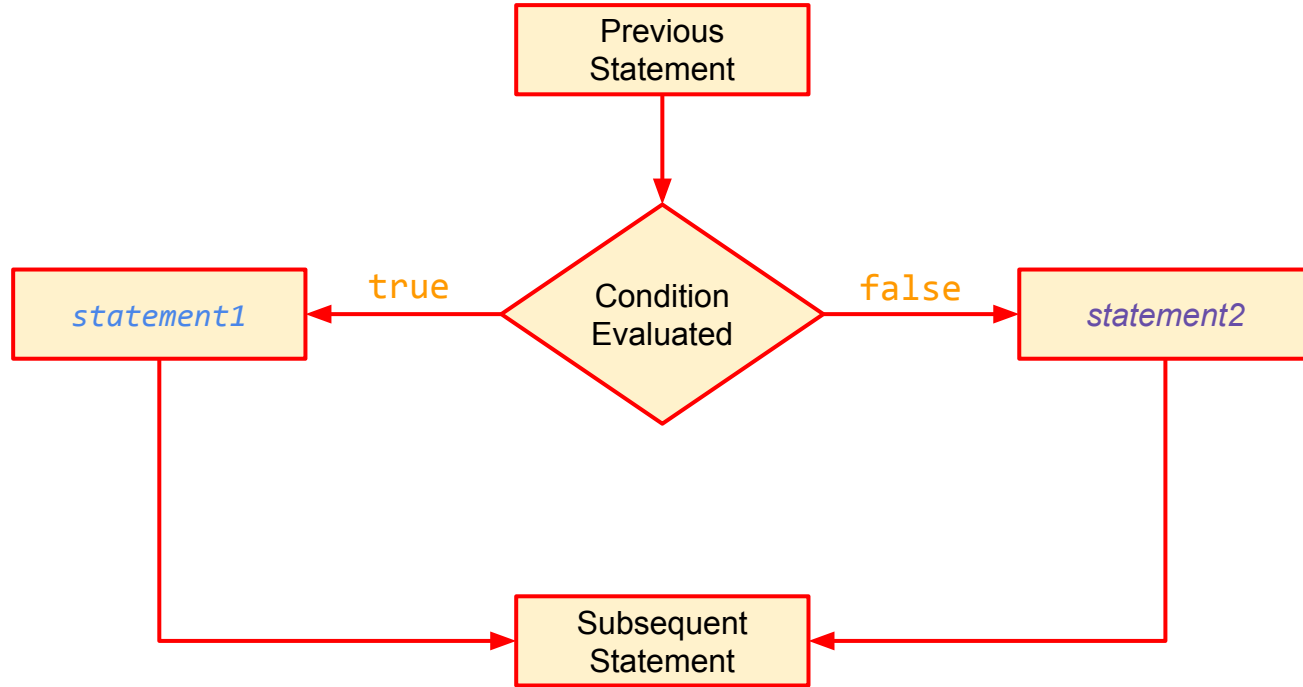 Previous
Statement
true
false
statement1
Condition
Evaluated
statement2
Subsequent
Statement